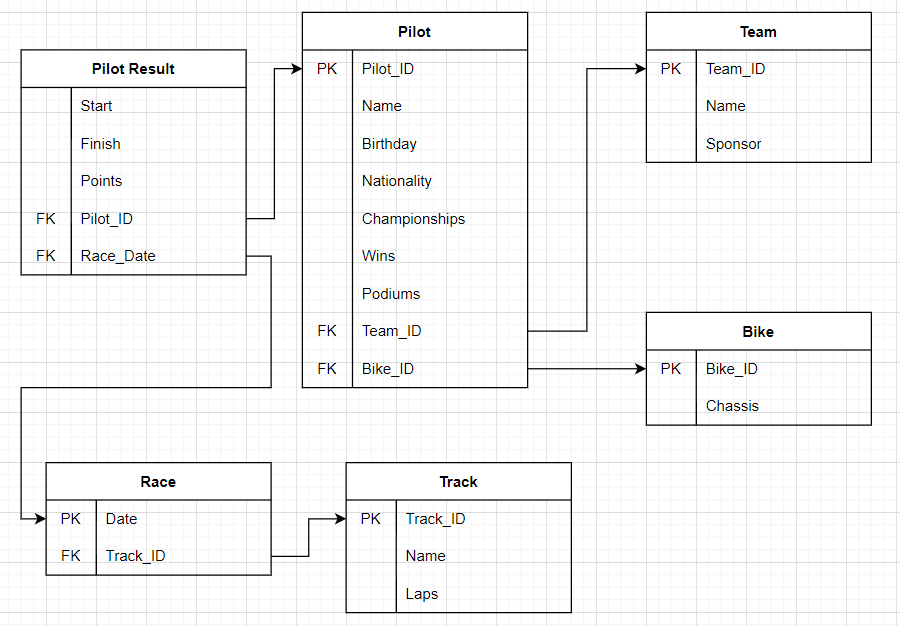 Pilot Result
Start
Finish
Points
FK Pilot_ID
FK Race_Date
Pilot
PK Pilot_ID
Name
Birthday
Nationality
Championships
Wins
Podiums
FK Team_ID
FK Bike_ID
Team
PK Team_ID
Name
Sponsor
Bike
PK Bike_ID
Chassis
Race
PK Date
FK Track_ID
Track
PK Track_ID
Name
Laps